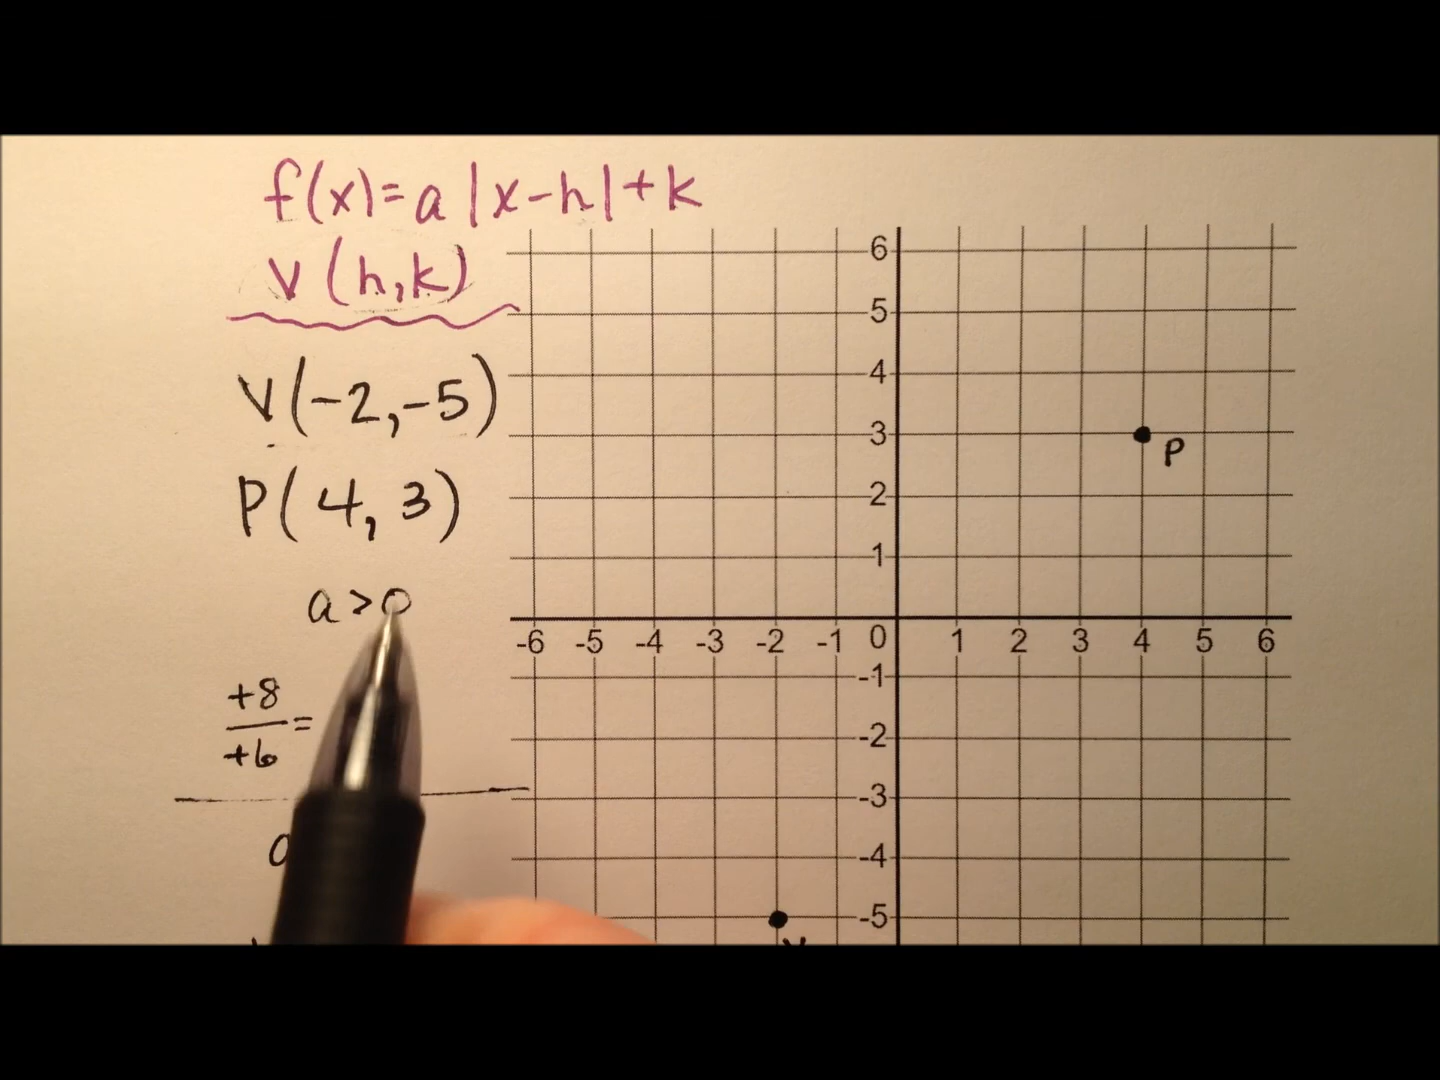 f(x)=a|x-h|+k
V(h,k)
V(-2,-5)
P(4,3)
a>0
+8
=
+6
6
5
4
3
P
2
1
-6 -5 -4 -3 -2 -1 0 1 2 3 4 5 6
-1
-2
-3
-4
-5